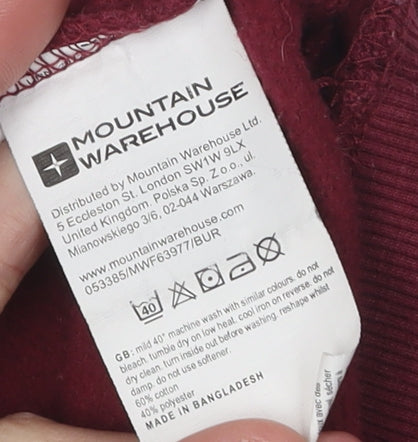 MOUNTAIN
WAREHOUSE
Distributed by Mountain Warehouse Ltd.
5 Eccleston St. London SW1W 9LX
United Kingdom. Polska Sp. Z o.o., ul.
Mianowskiego 3/6, 02-044 Warszawa.
www.mountainwarehouse.com
053385/MWF63977/BUR
40
GB: mild 40° machine wash with similar colours. do not
bleach. tumble dry on low heat. cool iron on reverse. do not
dry clean. turn inside out before washing. reshape whilst
damp. do not use softener.
60% cotton
40% polyester
MADE IN BANGLADESH
avec des
sécher